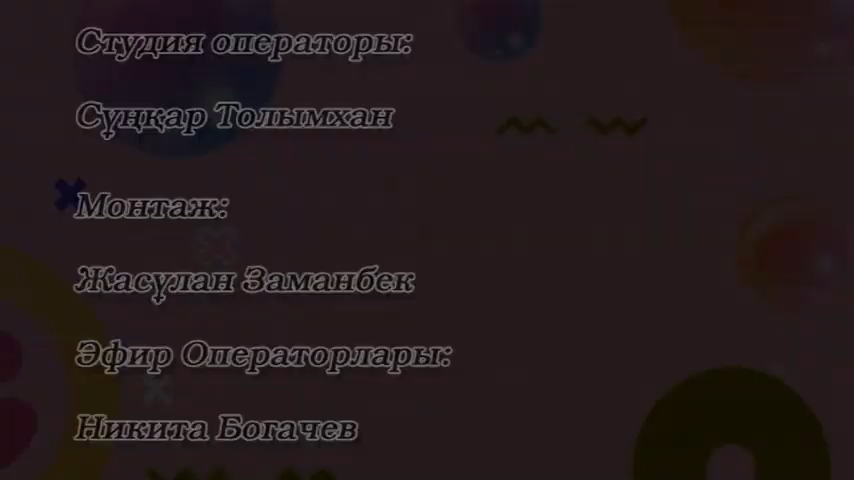 Студия операторы:
Сұңқар Толымхан
Монтаж:
Жасұлан Заманбек
Эфир Операторлары:
Никита Богачев